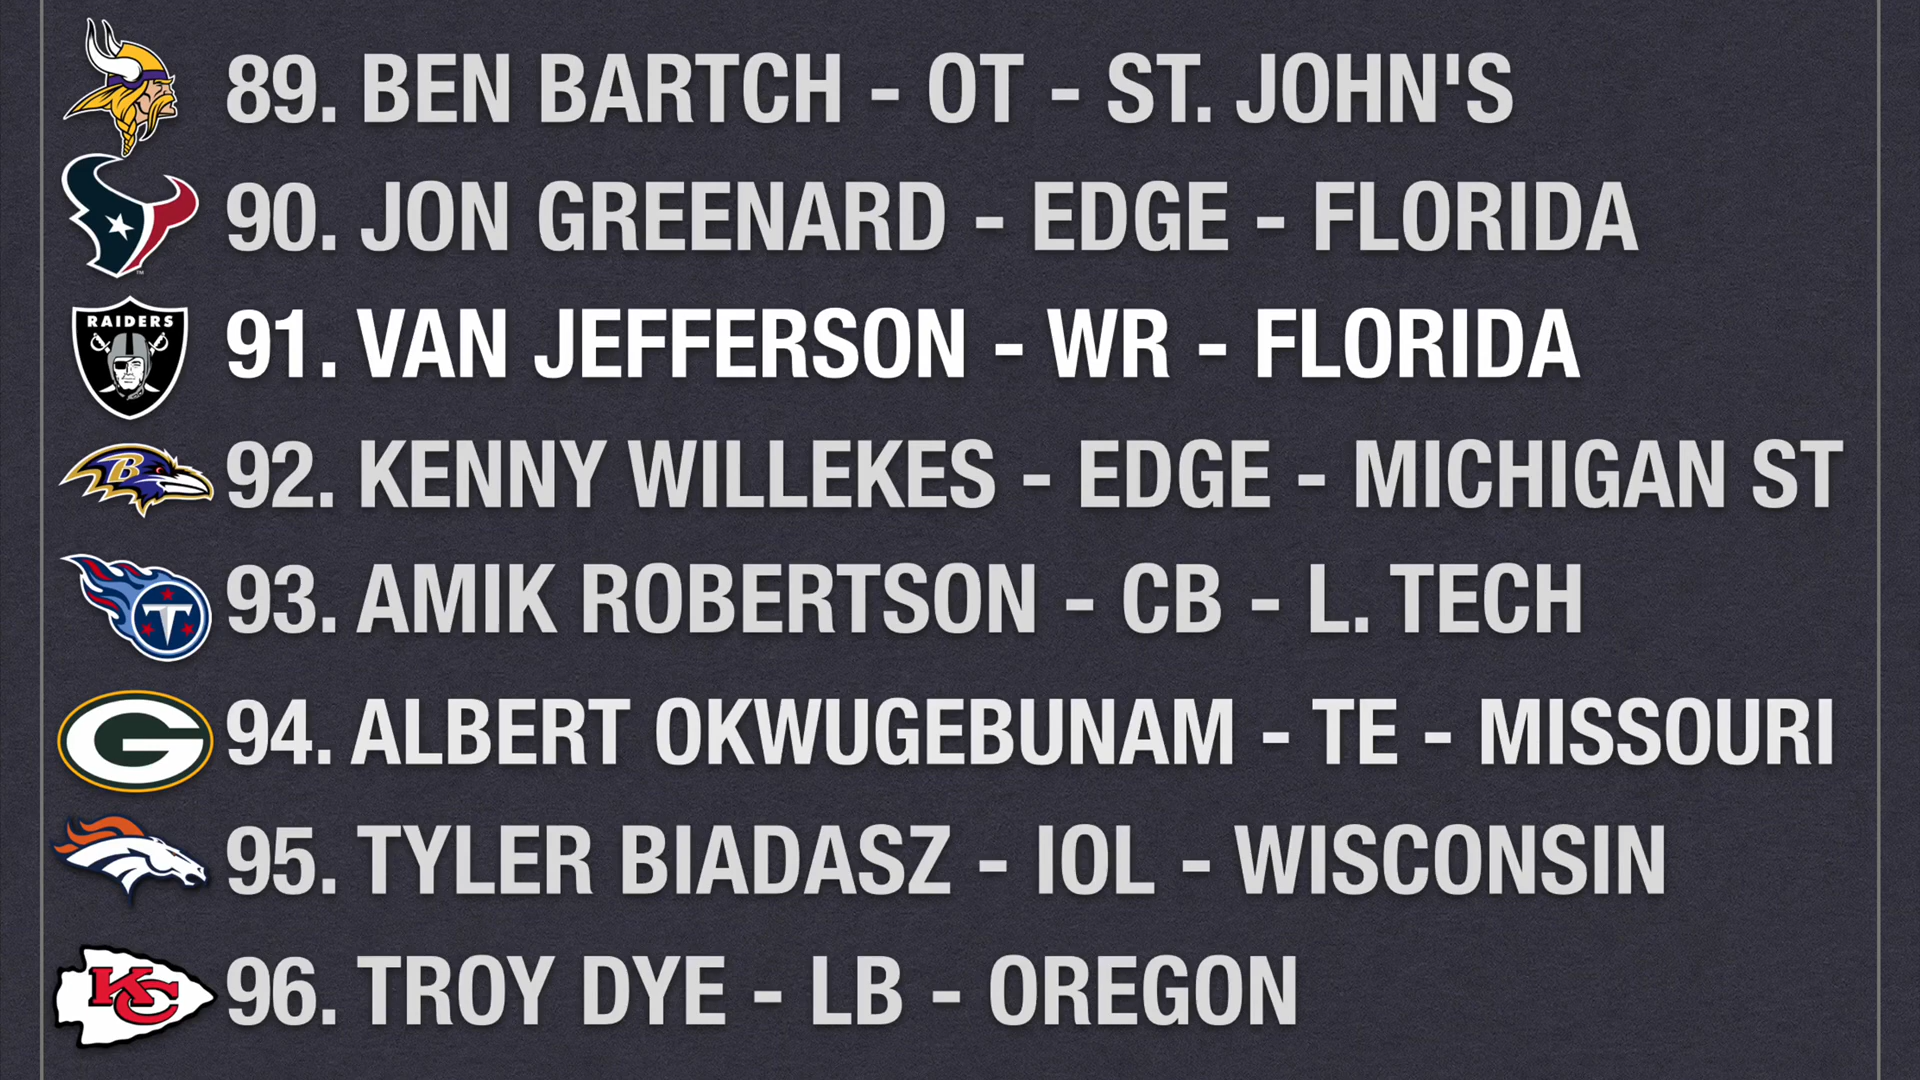 89. BEN BARTCH - OT - ST. JOHN'S
90. JON GREENARD - EDGE - FLORIDA
RAIDERS
91. VAN JEFFERSON - WR - FLORIDA
B
92. KENNY WILLEKES - EDGE - MICHIGAN ST
T
93. AMIK ROBERTSON - CB - L. TECH
G
94. ALBERT OKWUGEBUNAM - TE - MISSOURI
95. TYLER BIADASZ - IOL - WISCONSIN
KC
96. TROY DYE - LB - OREGON